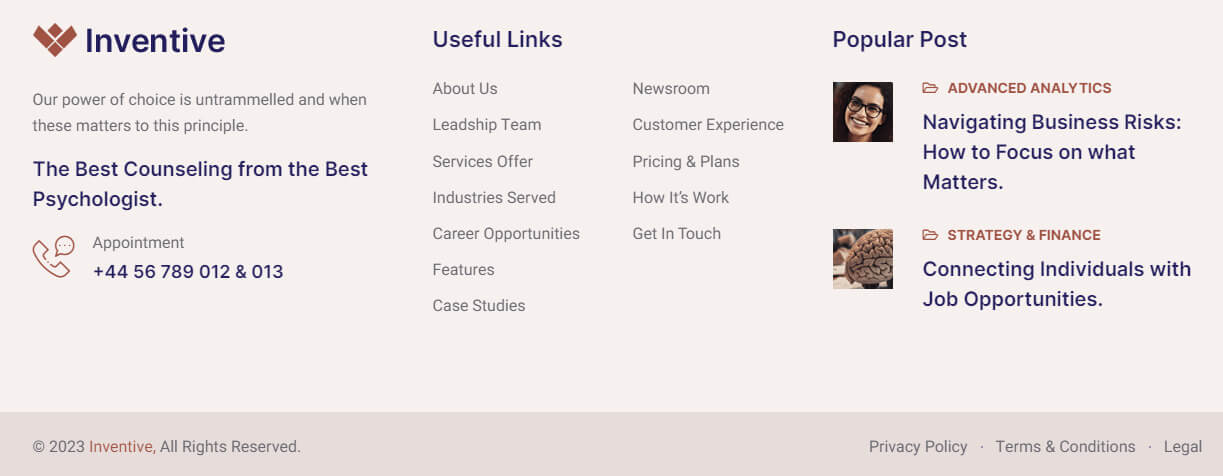 Inventive
Our power of choice is untrammelled and when
these matters to this principle.
The Best Counseling from the Best
Psychologist.
Appointment
+44 56 789 012 & 013
Useful Links
About Us
Leadship Team
Services Offer
Industries Served
Career Opportunities
Features
Case Studies
Newsroom
Customer Experience
Pricing & Plans
How It’s Work
Get In Touch
Popular Post
ADVANCED ANALYTICS
Navigating Business Risks:
How to Focus on what
Matters.
STRATEGY & FINANCE
Connecting Individuals with
Job Opportunities.
© 2023 Inventive, All Rights Reserved.
Privacy Policy · Terms & Conditions · Legal